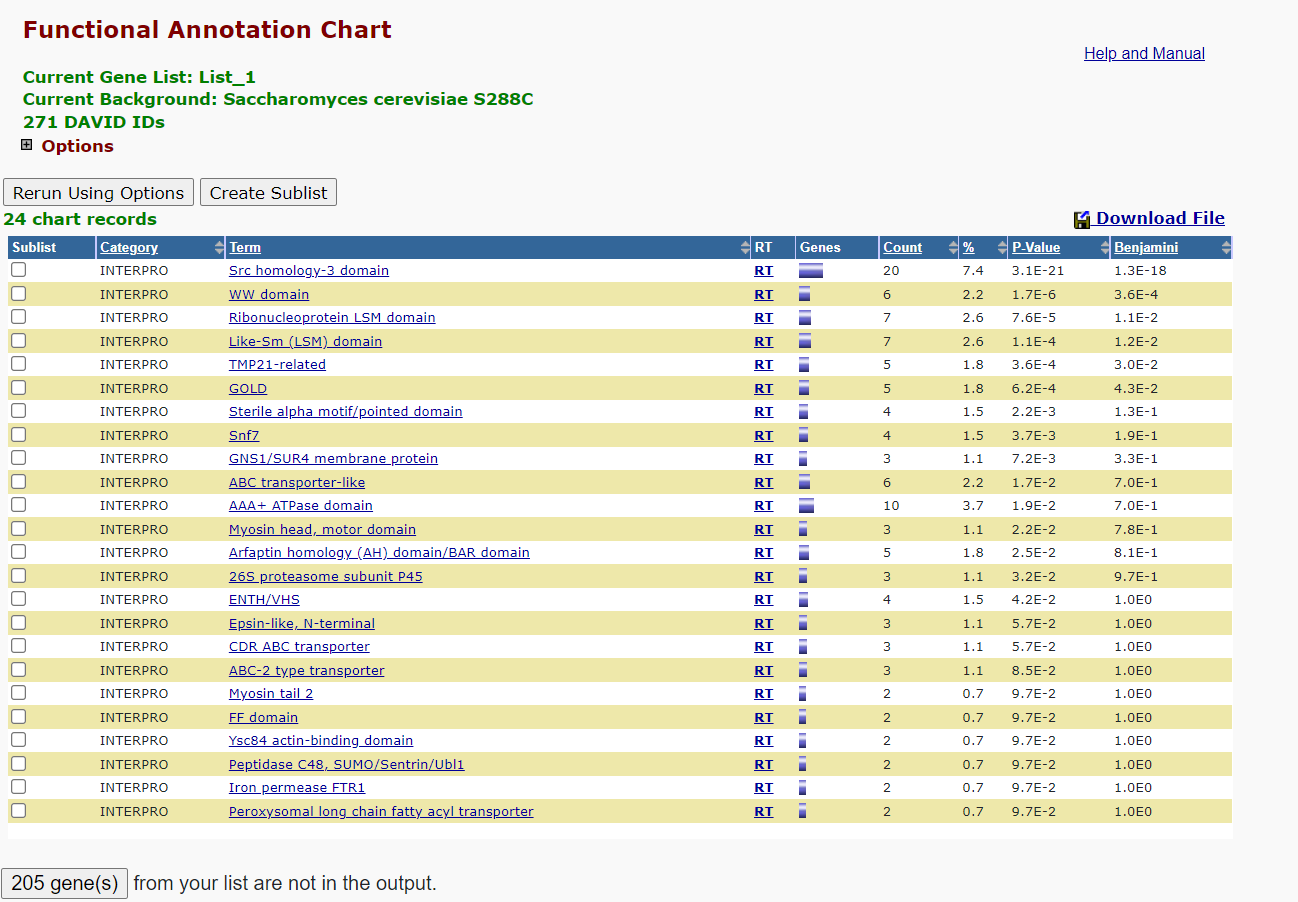 Functional Annotation Chart
Help and Manual
Current Gene List: List_1
Current Background: Saccharomyces cerevisiae S288C
271 DAVID IDs
Options
Rerun Using Options Create Sublist
24 chart records Download File
Sublist Category Term RT Genes Count % P-Value Benjamini
INTERPRO Src homology-3 domain RT 20 7.4 3.1E-21 1.3E-18
INTERPRO WW domain RT 6 2.2 1.7E-6 3.6E-4
INTERPRO Ribonucleoprotein LSM domain RT 7 2.6 7.6E-5 1.1E-2
INTERPRO Like-Sm (LSM) domain RT 7 2.6 1.1E-4 1.2E-2
INTERPRO TMP21-related RT 5 1.8 3.6E-4 3.0E-2
INTERPRO GOLD RT 5 1.8 6.2E-4 4.3E-2
INTERPRO Sterile alpha motif/pointed domain RT 4 1.5 2.2E-3 1.3E-1
INTERPRO Snf7 RT 4 1.5 3.7E-3 1.9E-1
INTERPRO GNS1/SUR4 membrane protein RT 3 1.1 7.2E-3 3.3E-1
INTERPRO ABC transporter-like RT 6 2.2 1.7E-2 7.0E-1
INTERPRO AAA+ ATPase domain RT 10 3.7 1.9E-2 7.0E-1
INTERPRO Myosin head, motor domain RT 3 1.1 2.2E-2 7.8E-1
INTERPRO Arfaptin homology (AH) domain/BAR domain RT 5 1.8 2.5E-2 8.1E-1
INTERPRO 26S proteasome subunit P45 RT 3 1.1 3.2E-2 9.7E-1
INTERPRO ENTH/VHS RT 4 1.5 4.2E-2 1.0E0
INTERPRO Epsin-like, N-terminal RT 3 1.1 5.7E-2 1.0E0
INTERPRO CDR ABC transporter RT 3 1.1 5.7E-2 1.0E0
INTERPRO ABC-2 type transporter RT 3 1.1 8.5E-2 1.0E0
INTERPRO Myosin tail 2 RT 2 0.7 9.7E-2 1.0E0
INTERPRO FF domain RT 2 0.7 9.7E-2 1.0E0
INTERPRO Ysc84 actin-binding domain RT 2 0.7 9.7E-2 1.0E0
INTERPRO Peptidase C48, SUMO/Sentrin/Ubl1 RT 2 0.7 9.7E-2 1.0E0
INTERPRO Iron permease FTR1 RT 2 0.7 9.7E-2 1.0E0
INTERPRO Peroxysomal long chain fatty acyl transporter RT 2 0.7 9.7E-2 1.0E0
205 gene(s) from your list are not in the output.